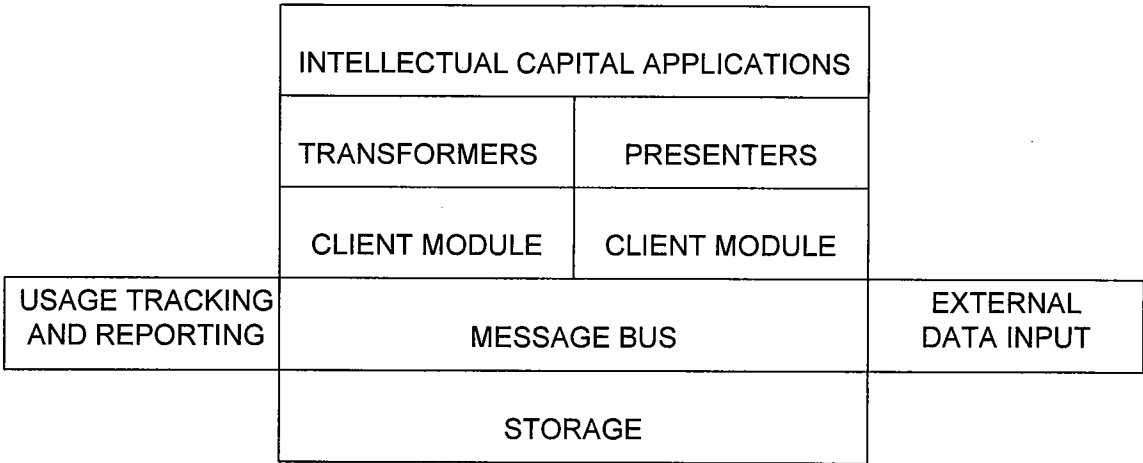 INTELLECTUAL CAPITAL APPLICATIONS
TRANSFORMERS
PRESENTERS
CLIENT MODULE
CLIENT MODULE
USAGE TRACKING
AND REPORTING
MESSAGE BUS
EXTERNAL
DATA INPUT
STORAGE